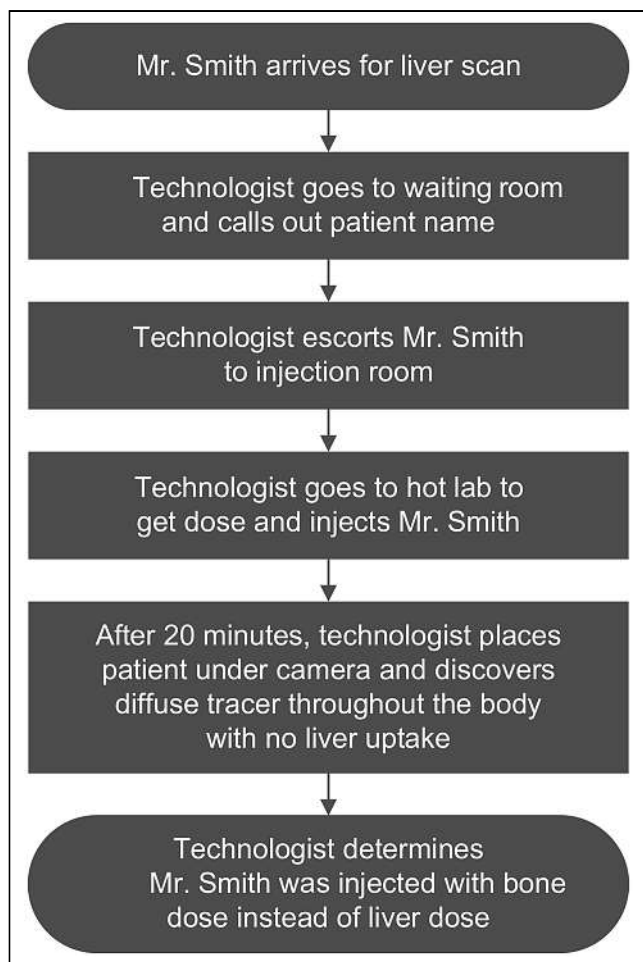 Mr. Smith arrives for liver scan
Technologist goes to waiting room
and calls out patient name
Technologist escorts Mr. Smith
to injection room
Technologist goes to hot lab to
get dose and injects Mr. Smith
After 20 minutes, technologist places
patient under camera and discovers
diffuse tracer throughout the body
with no liver uptake
Technologist determines
Mr. Smith was injected with bone
dose instead of liver dose